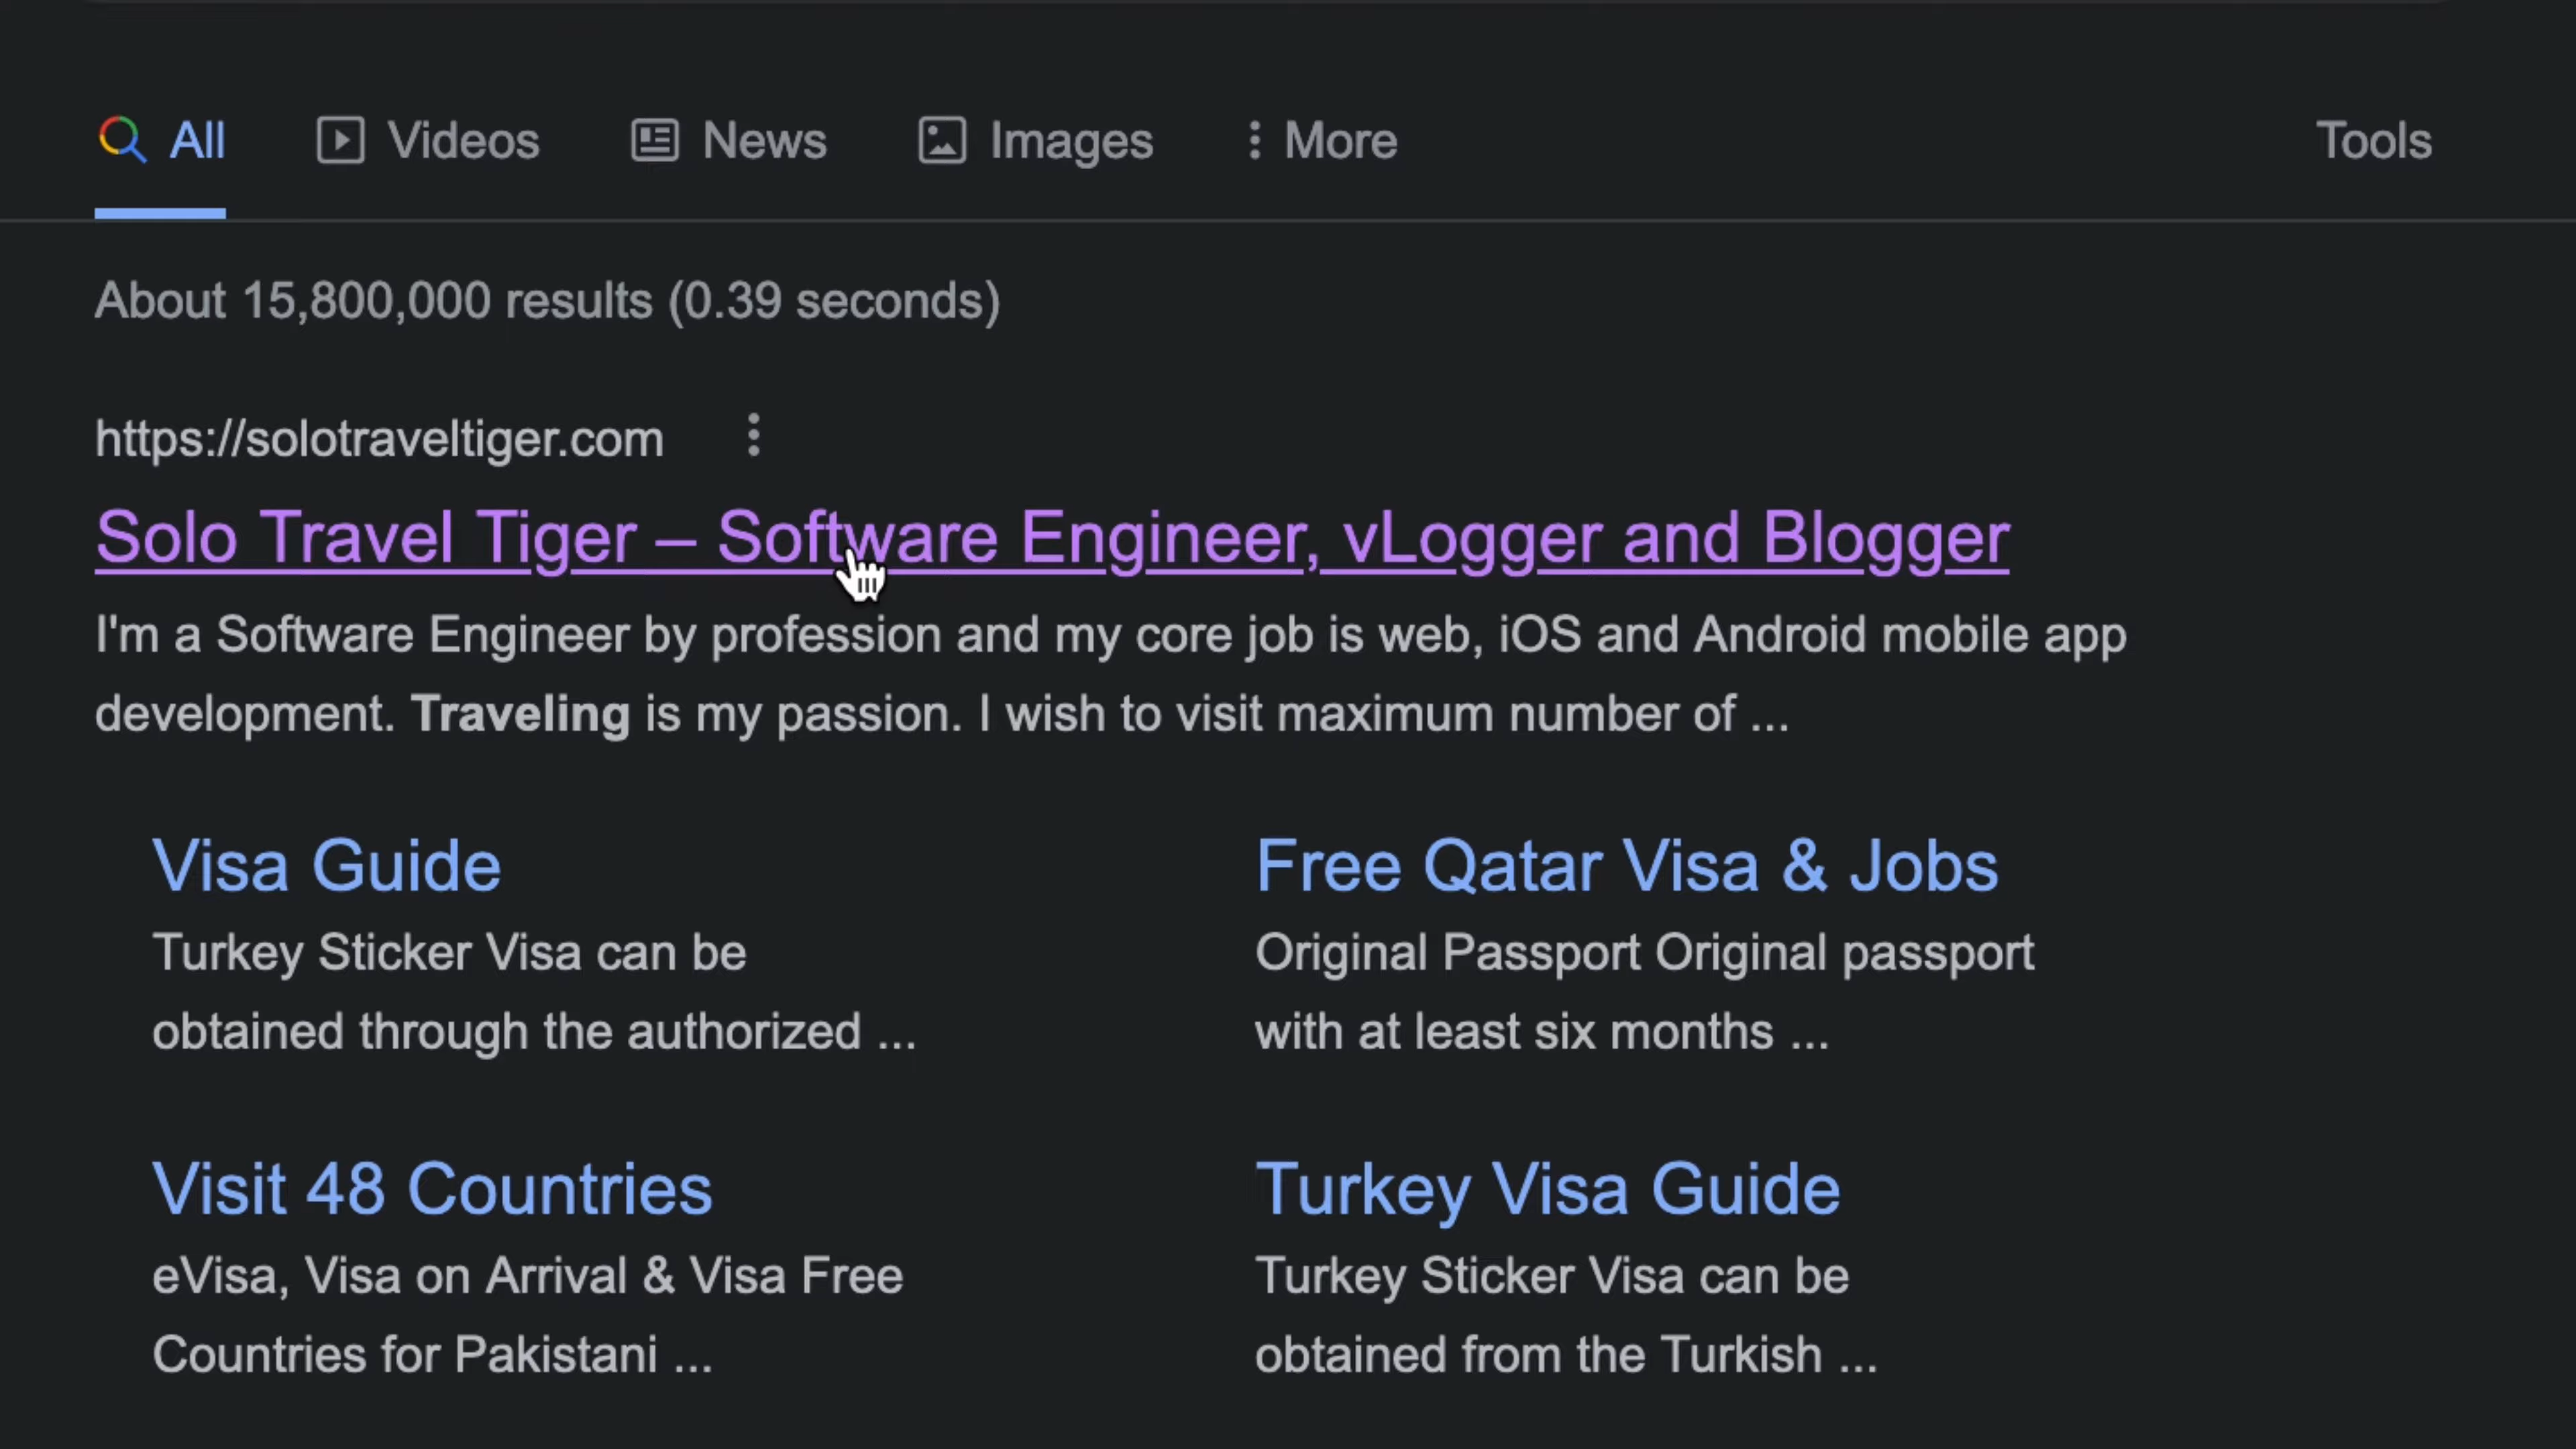 All Videos News Images More Tools
About 15,800,000 results (0.39 seconds)
https://solotraveltiger.com
Solo Travel Tiger – Software Engineer, vLogger and Blogger
I'm a Software Engineer by profession and my core job is web, iOS and Android mobile app
development. Traveling is my passion. I wish to visit maximum number of ...
Visa Guide
Turkey Sticker Visa can be
obtained through the authorized ...
Free Qatar Visa & Jobs
Original Passport Original passport
with at least six months ...
Visit 48 Countries
eVisa, Visa on Arrival & Visa Free
Countries for Pakistani ...
Turkey Visa Guide
Turkey Sticker Visa can be
obtained from the Turkish ...